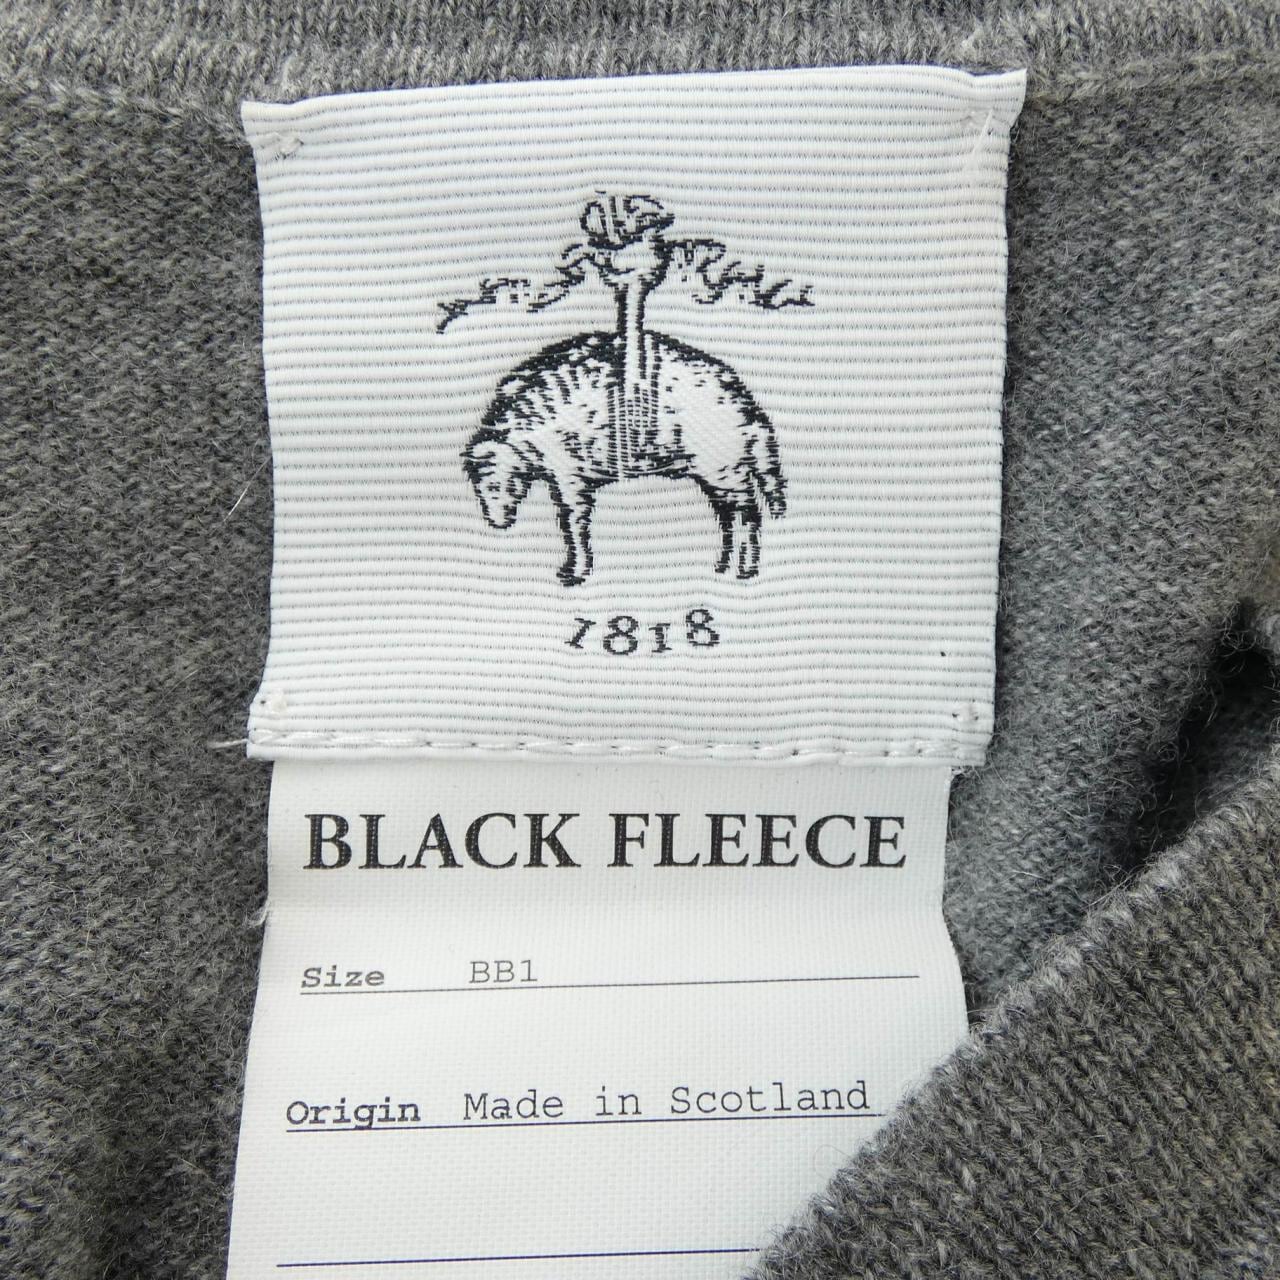 1818
BLACK FLEECE
Size BB1
Origin Made in Scotland